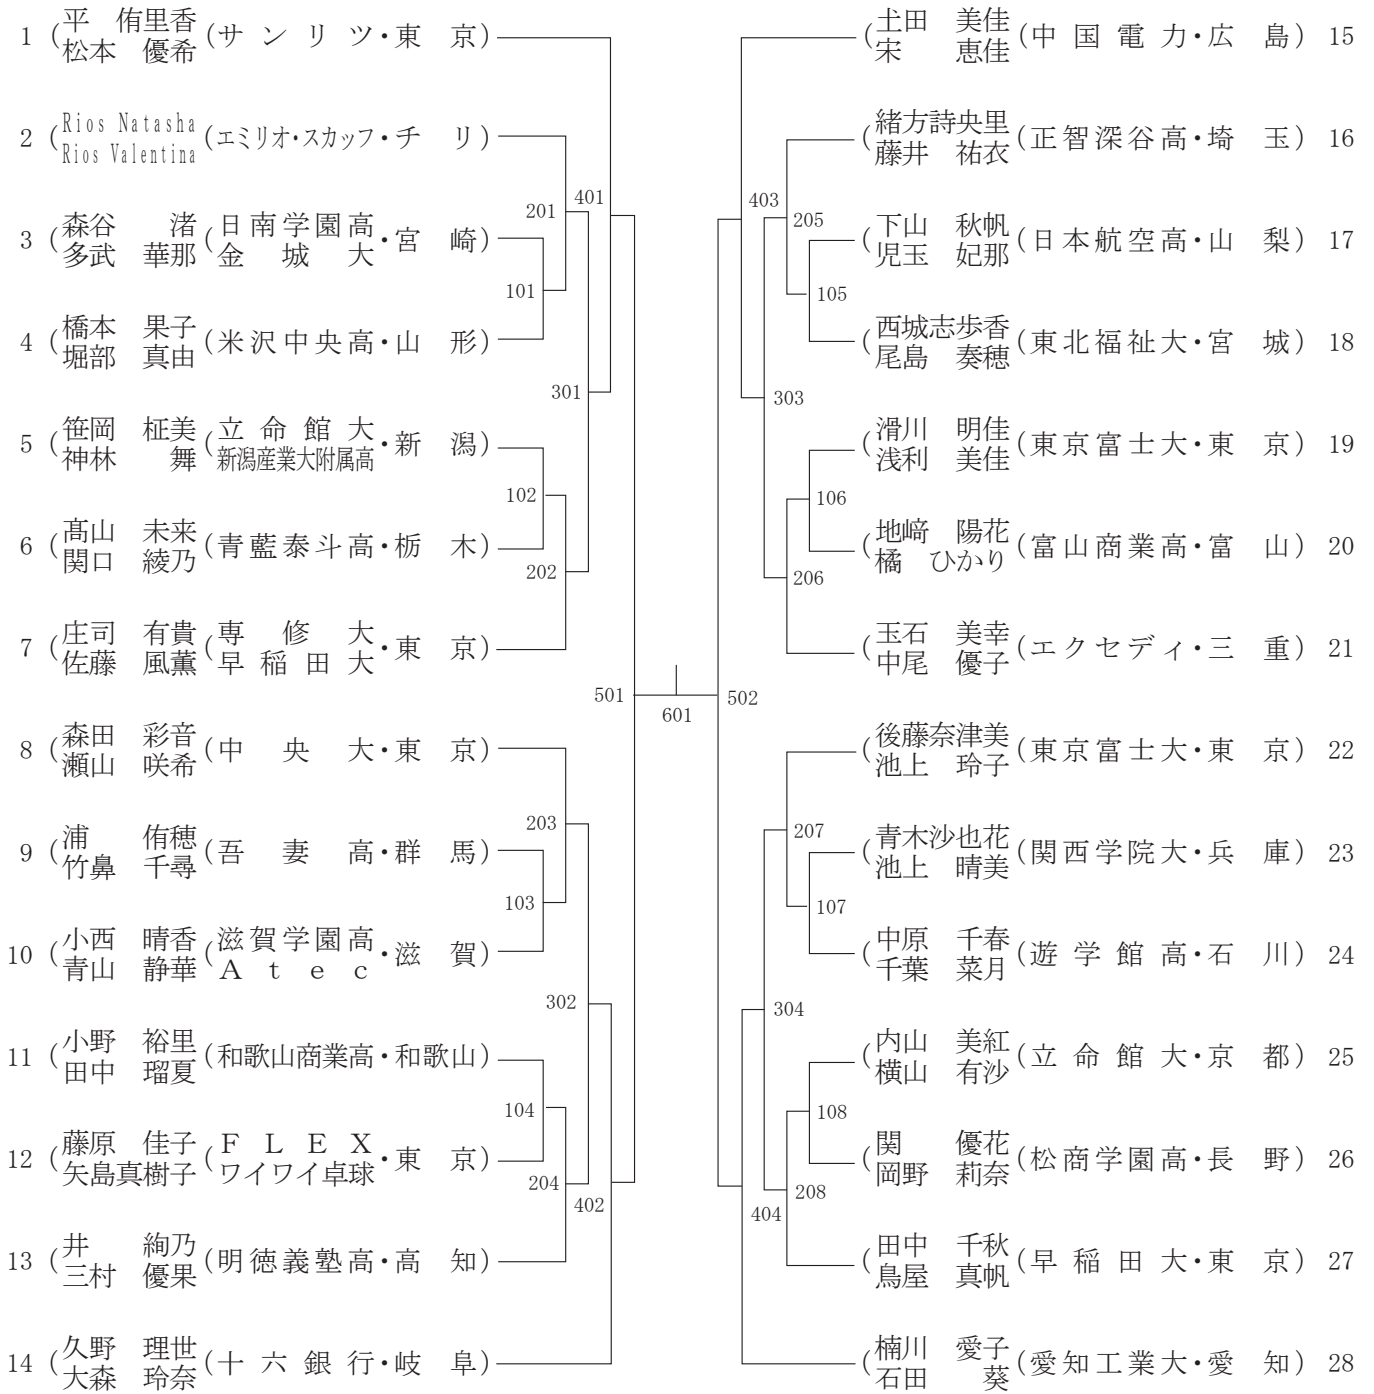 1 (平 侑里香 松本 優希 (サンリツ・東 京)
2 (Rios Natasha Rios Valentina (エミリオ・スカッフ・チ リ)
3 (森谷 渚 多武 華那 (日南学園高 金城大・宮 崎)
4 (橋本 果子 堀部 真由 (米沢中央高・山 形)
5 (笹岡 柾美 神林 舞 (立命館大 新潟産業大附属高・新 潟)
6 (髙山 未来 関口 綾乃 (青藍泰斗高・栃 木)
7 (庄司 有貴 佐藤 風薫 (専修大 早稲田大・東 京)
8 (森田 彩音 瀬山 咲希 (中央大・東 京)
9 (浦 侑穂 竹鼻 千尋 (吾妻高・群 馬)
10 (小西 晴香 青山 静華 (滋賀学園高 Atec・滋 賀)
11 (小野 裕里 田中 瑠夏 (和歌山商業高・和歌山)
12 (藤原 佳子 矢島真樹子 (FLEX ワイワイ卓球・東 京)
13 (井 絢乃 三村 優果 (明徳義塾高・高 知)
14 (久野 理世 大森 玲奈 (十六銀行・岐 阜)
401
201
101
301
102
202
501
203
103
302
104
204
402
601
403
205
105
303
106
206
502
207
107
304
108
208
404
(土田 美佳 宋 恵佳 (中国電力・広 島) 15
(緒方詩央里 藤井 祐衣 (正智深谷高・埼 玉) 16
(下山 秋帆 児玉 妃那 (日本航空高・山 梨) 17
(西城志歩香 尾島 奏穂 (東北福祉大・宮 城) 18
(滑川 明佳 浅利 美佳 (東京富士大・東 京) 19
(地﨑 陽花 橘 ひかり (富山商業高・富 山) 20
(玉石 美幸 中尾 優子 (エクセディ・三 重) 21
(後藤奈津美 池上 玲子 (東京富士大・東 京) 22
(青木沙也花 池上 晴美 (関西学院大・兵 庫) 23
(中原 千春 千葉 菜月 (遊学館高・石 川) 24
(内山 美紅 横山 有沙 (立命館大・京 都) 25
(関 優花 岡野 莉奈 (松商学園高・長 野) 26
(田中 千秋 鳥屋 真帆 (早稲田大・東 京) 27
(楠川 愛子 石田 葵 (愛知工業大・愛 知) 28